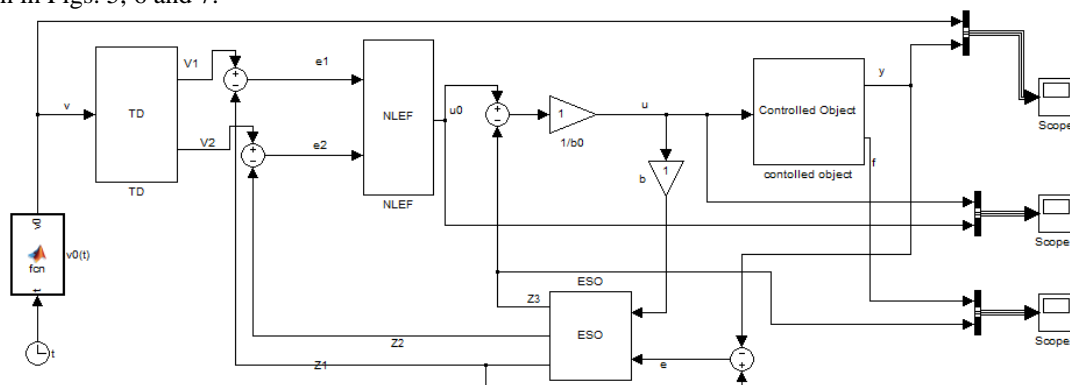 n in Figs. 5, 6 and 7.
V1
e1
y
v
TD
V2
TD
NLEF
NLEF
u0
e2
1
1/b0
u
b
1
Controlled Object
contolled object
f
Scope
v0
fcn
t
v0(t)
t
Scope
ESO
Z3
ESO
Z2
Z1
e
Scope